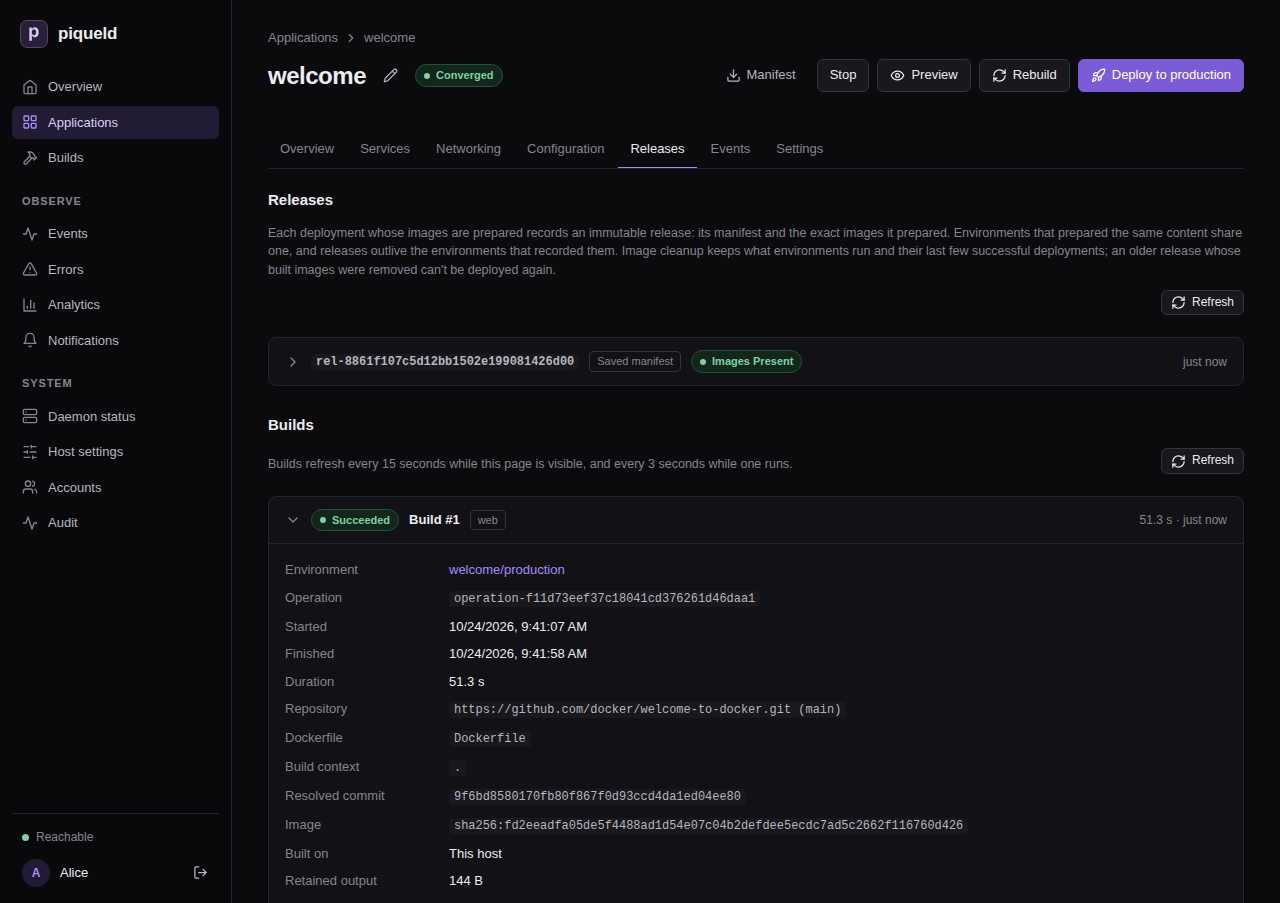 p piqueld
Overview
Applications
Builds
OBSERVE
Events
Errors
Analytics
Notifications
SYSTEM
Daemon status
Host settings
Accounts
Audit
Reachable
A Alice
Applications > welcome
welcome Converged Manifest Stop Preview Rebuild Deploy to production
Overview Services Networking Configuration Releases Events Settings
Releases
Each deployment whose images are prepared records an immutable release: its manifest and the exact images it prepared. Environments that prepared the same content share
one, and releases outlive the environments that recorded them. Image cleanup keeps what environments run and their last few successful deployments; an older release whose
built images were removed can't be deployed again.
Refresh
rel-8861f107c5d12bb1502e199081426d00 Saved manifest Images Present just now
Builds
Builds refresh every 15 seconds while this page is visible, and every 3 seconds while one runs. Refresh
Succeeded Build #1 web 51.3 s · just now
Environment welcome/production
Operation operation-f11d73eef37c18041cd376261d46daa1
Started 10/24/2026, 9:41:07 AM
Finished 10/24/2026, 9:41:58 AM
Duration 51.3 s
Repository https://github.com/docker/welcome-to-docker.git (main)
Dockerfile Dockerfile
Build context .
Resolved commit 9f6bd8580170fb80f867f0d93ccd4da1ed04ee80
Image sha256:fd2eeadfa05de5f4488ad1d54e07c04b2defdee5ecdc7ad5c2662f116760d426
Built on This host
Retained output 144 B